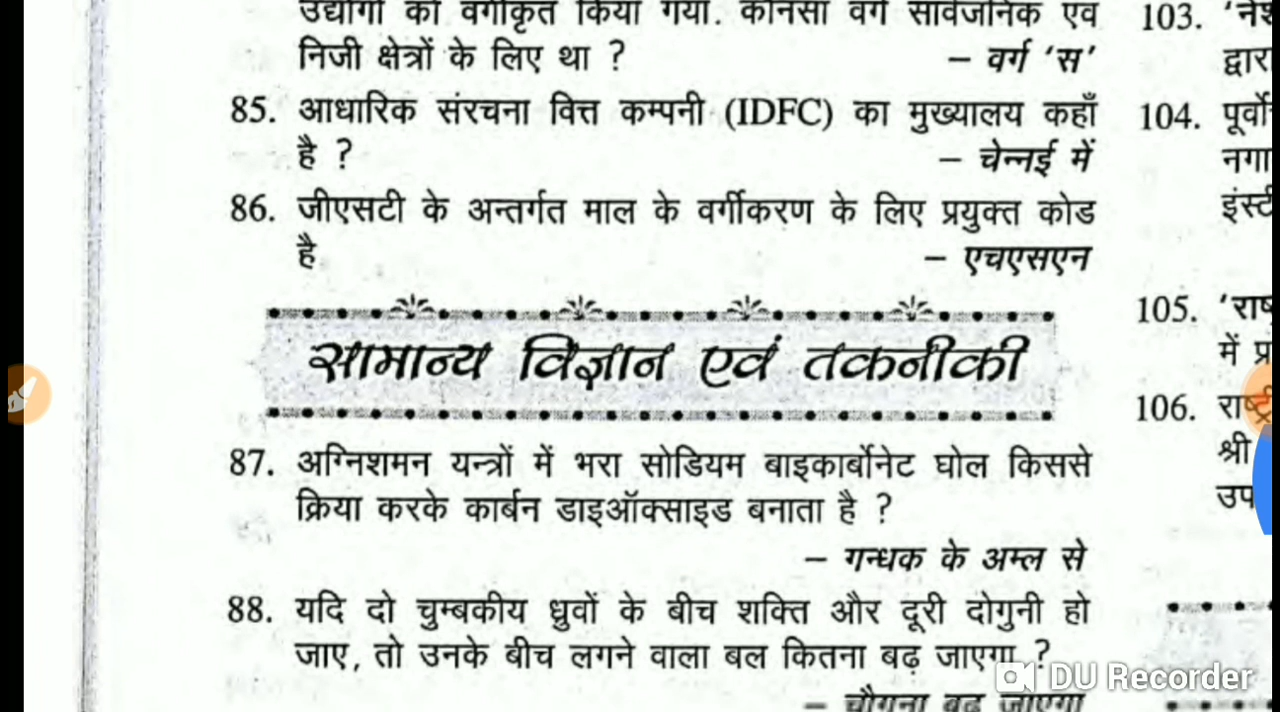 उद्योगों को वर्गीकृत किया गया. कौनसा वर्ग सार्वजनिक एवं
निजी क्षेत्रों के लिए था ?
– वर्ग 'स'
85. आधारिक संरचना वित्त कम्पनी (IDFC) का मुख्यालय कहाँ
है ?
– चेन्नई में
86. जीएसटी के अन्तर्गत माल के वर्गीकरण के लिए प्रयुक्त कोड
है
– एचएसएन
सामान्य विज्ञान एवं तकनीकी
87. अग्निशमन यन्त्रों में भरा सोडियम बाइकार्बोनेट घोल किससे
क्रिया करके कार्बन डाइऑक्साइड बनाता है ?
– गन्धक के अम्ल से
88. यदि दो चुम्बकीय ध्रुवों के बीच शक्ति और दूरी दोगुनी हो
जाए, तो उनके बीच लगने वाला बल कितना बढ़ जाएगा ?
– चौगुना बढ़ जाएगा
103.
104.
105.
में
106.
श्री
DU Recorder